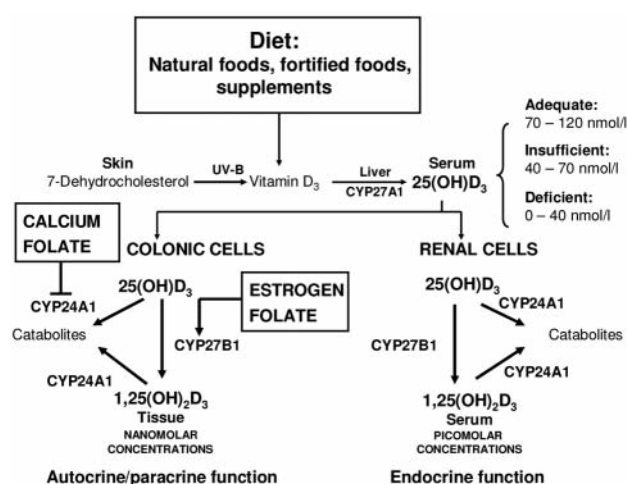 Diet:
Natural foods, fortified foods,
supplements
Adequate:
70 – 120 nmol/l
Insufficient:
40 – 70 nmol/l
Deficient:
0 – 40 nmol/l
Skin
7-Dehydrocholesterol
UV-B
Vitamin D3
Liver
CYP27A1
Serum
25(OH)D3
CALCIUM
FOLATE
COLONIC CELLS
RENAL CELLS
25(OH)D3
CYP24A1
Catabolites
ESTROGEN
FOLATE
CYP27B1
CYP24A1
1,25(OH)2D3
Tissue
NANOMOLAR
CONCENTRATIONS
Autocrine/paracrine function
25(OH)D3
CYP24A1
Catabolites
CYP27B1
CYP24A1
1,25(OH)2D3
Serum
PICOMOLAR
CONCENTRATIONS
Endocrine function